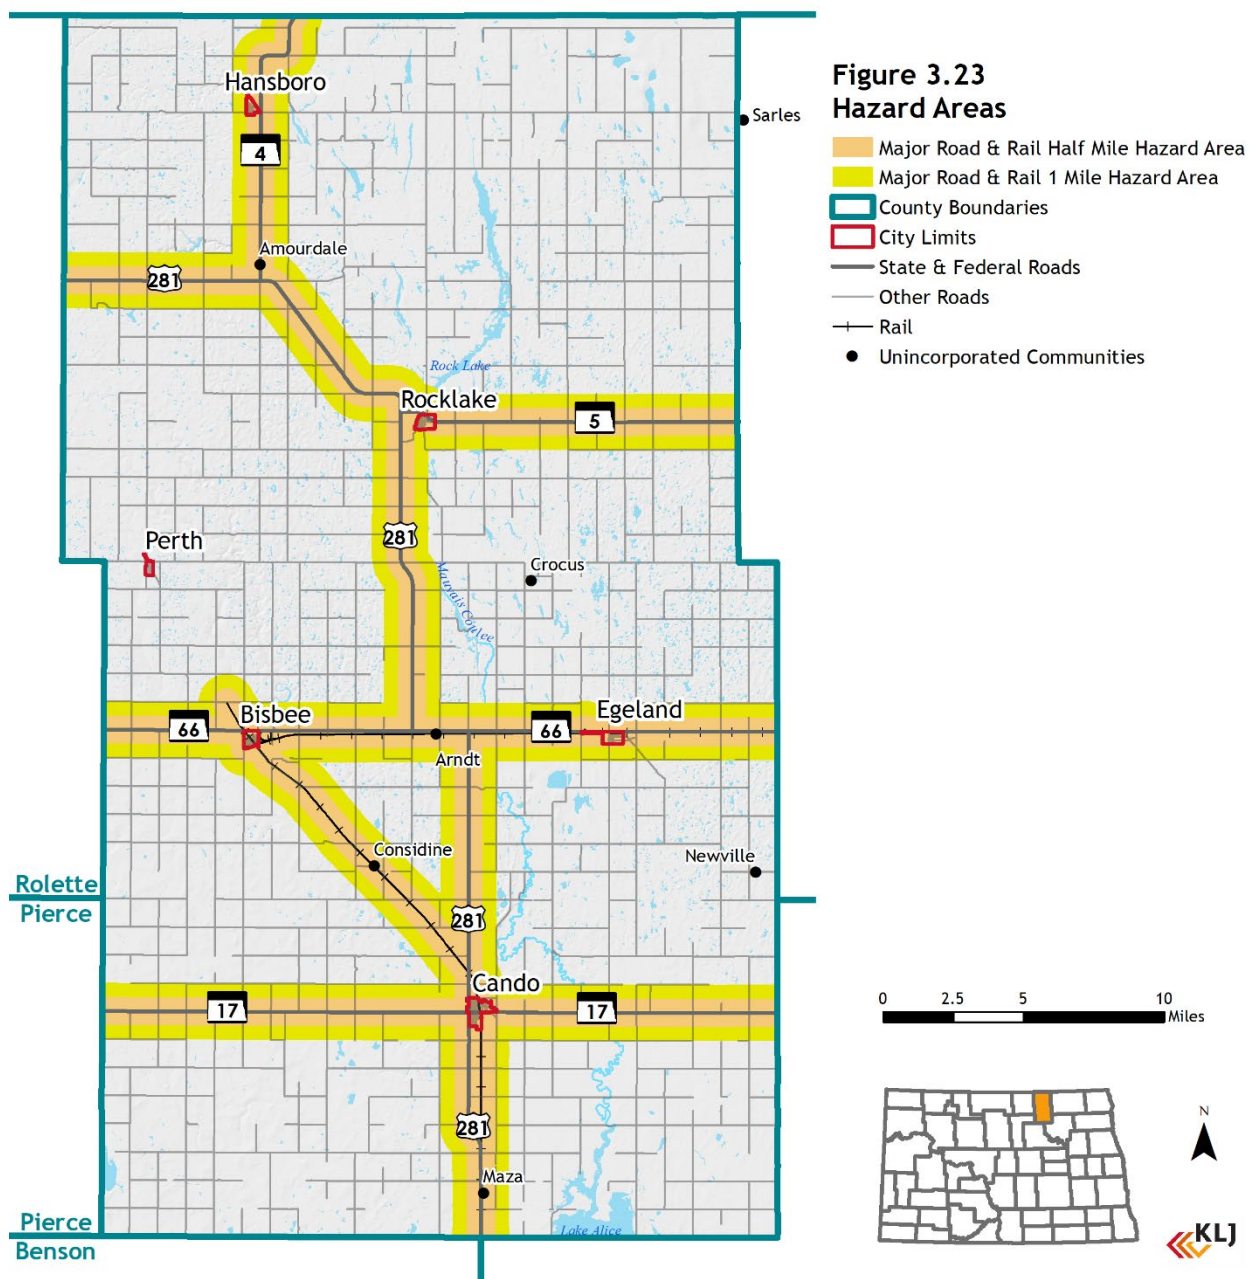 Figure 3.23
Hazard Areas
Major Road & Rail Half Mile Hazard Area
Major Road & Rail 1 Mile Hazard Area
County Boundaries
City Limits
State & Federal Roads
Other Roads
Rail
Unincorporated Communities
Hansboro
Sarles
4
Amourdale
281
Rock Lake
Rocklake
5
281
Perth
Crocus
Mauvais Coulee
Bisbee
Egeland
66
66
Arndt
Considine
Newville
Rolette
Pierce
281
Cando
17
17
281
Maza
Pierce
Benson
Lake Alice
0 2.5 5 10
Miles
N
KLJ